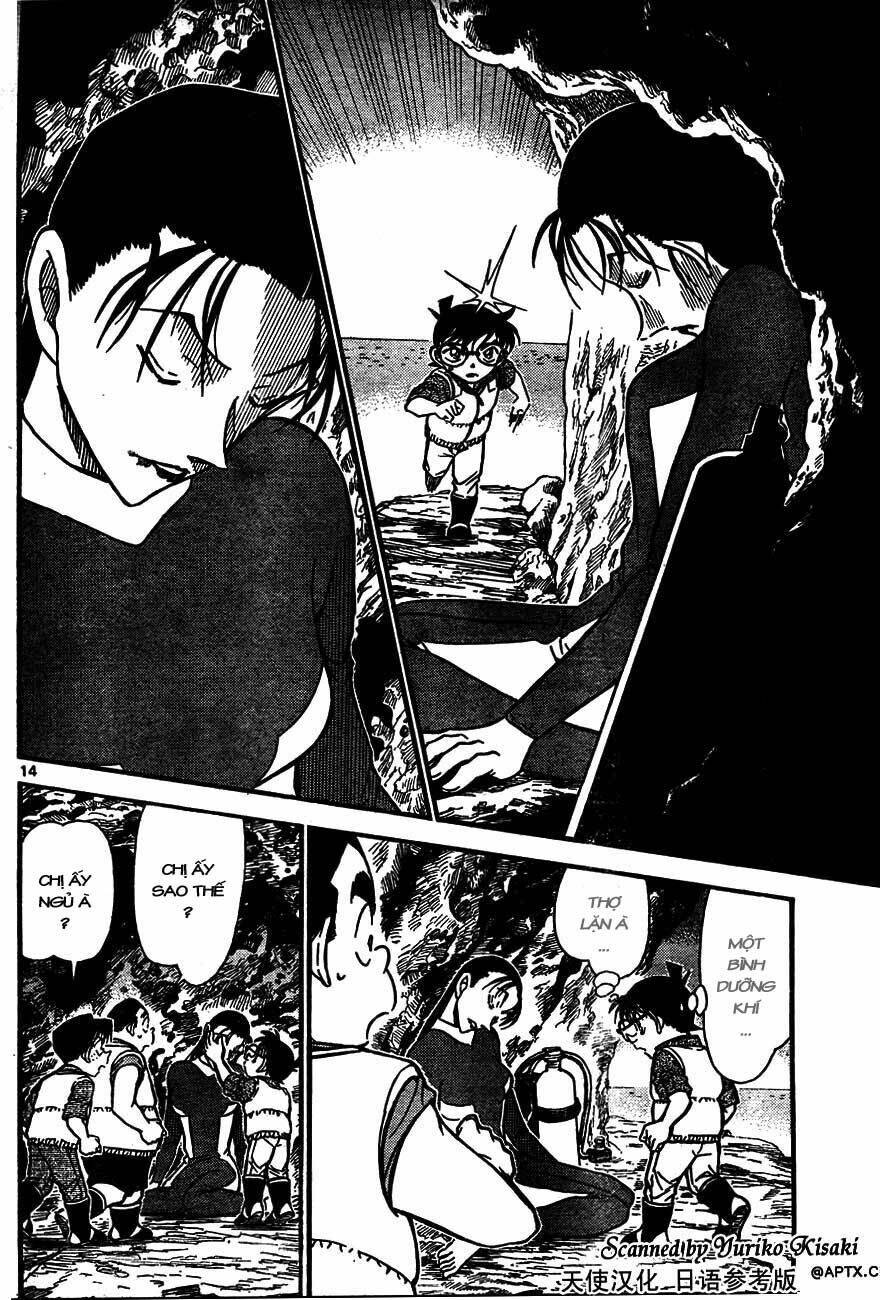 14
MỘT
BÌNH
DƯỠNG
KHÍ
...
THỢ
LẶN À
...
CHỊ ẤY
SAO THẾ
?
CHỊ ẤY
NGỦ À
?
Scanned by Yuriko Kisaki
天使汉化 日语参考版
@APTX.C